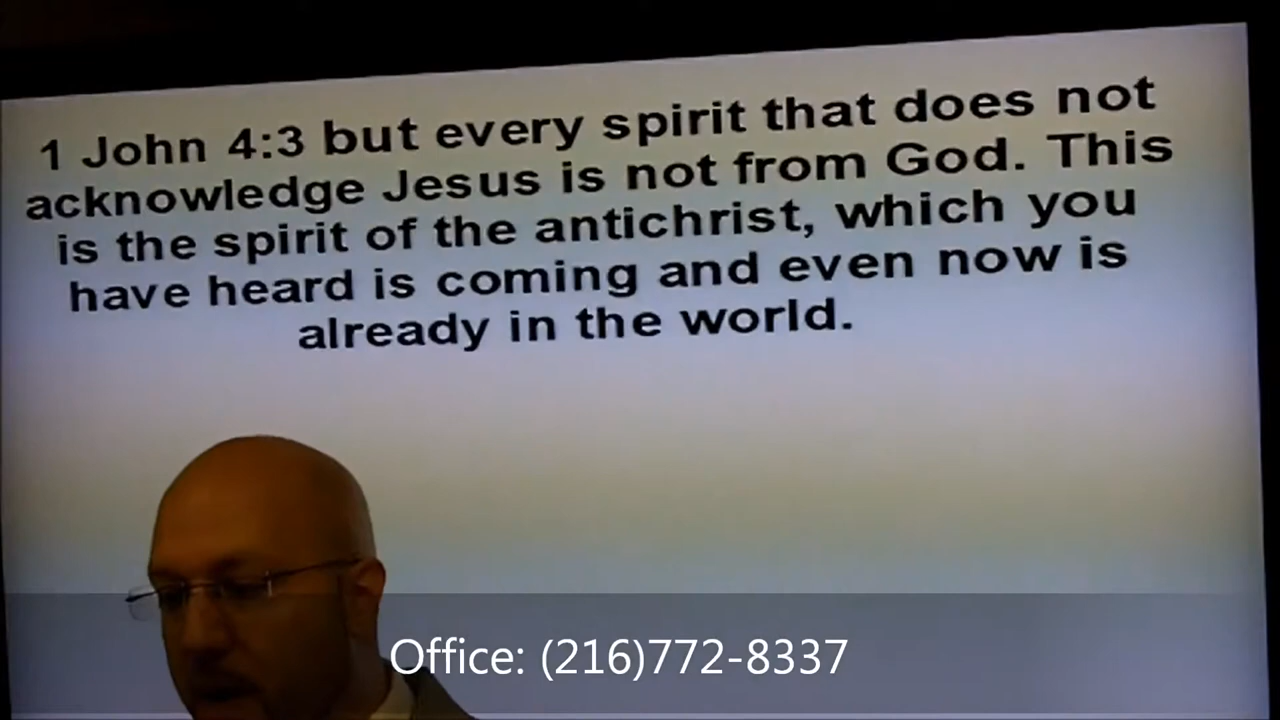 1 John 4:3 but every spirit that does not
acknowledge Jesus is not from God. This
is the spirit of the antichrist, which you
have heard is coming and even now is
already in the world.
Office: (216)772-8337